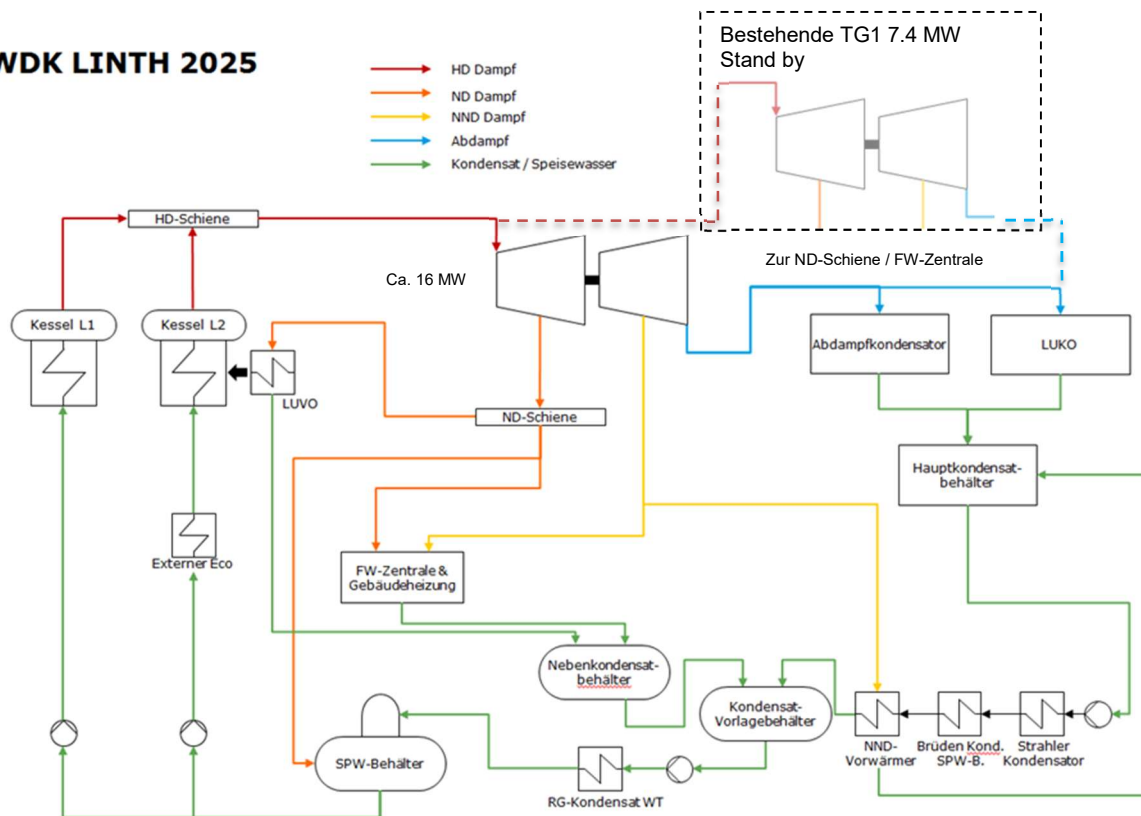 WDK LINTH 2025
HD Dampf
ND Dampf
NND Dampf
Abdampf
Kondensat / Speisewasser
Bestehende TG1 7.4 MW
Stand by
HD-Schiene
Ca. 16 MW
Zur ND-Schiene / FW-Zentrale
Kessel L1
Kessel L2
LUVO
Abdampfkondensator
LUKO
ND-Schiene
Hauptkondensat-
behälter
Externer Eco
FW-Zentrale &
Gebäudeheizung
Nebenkondensat-
behälter
Kondensat-
Vorlagebehälter
NND-
Vorwärmer
Brüden Kond.
SPW-B.
Strahler
Kondensator
SPW-Behälter
RG-Kondensat WT